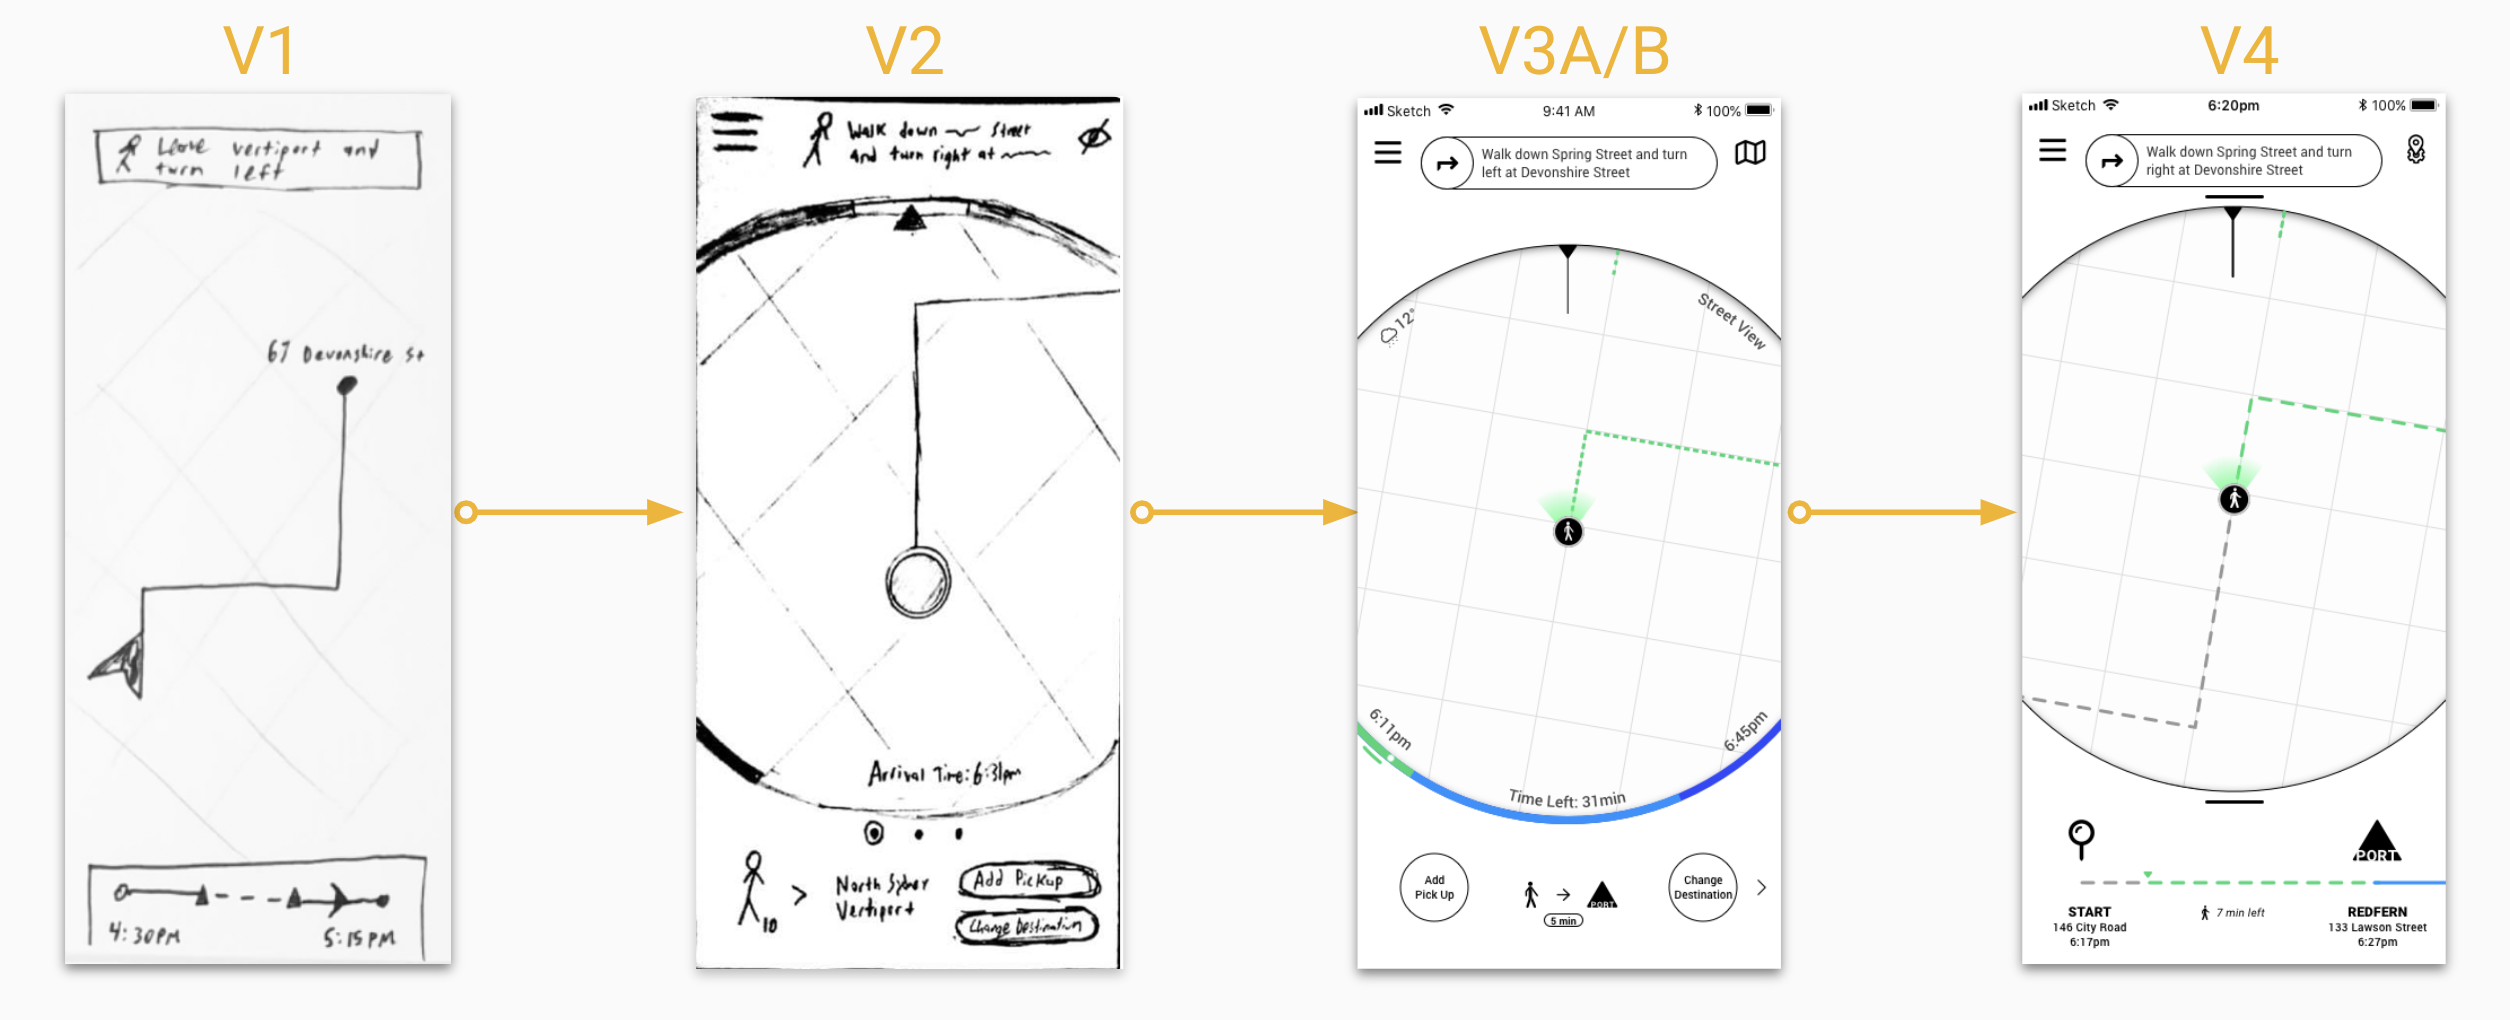 V1
V2
V3A/B
V4
Leave vertiport and
turn left
67 Devonshire St
4:30PM
5:15PM
Walk down
Street
and turn right at
Arrival Time: 6:31pm
10
>
North Sydney
Vertiport
Add Pickup
Change Destination
Sketch
9:41 AM
100%
Walk down Spring Street and turn
left at Devonshire Street
12°
Street View
6:11pm
6:45pm
Time Left: 31min
Add
Pick Up
PORT
5 min
Change
Destination
Sketch
6:20pm
100%
Walk down Spring Street and turn
right at Devonshire Street
PORT
START
146 City Road
6:17pm
7 min left
REDFERN
133 Lawson Street
6:27pm